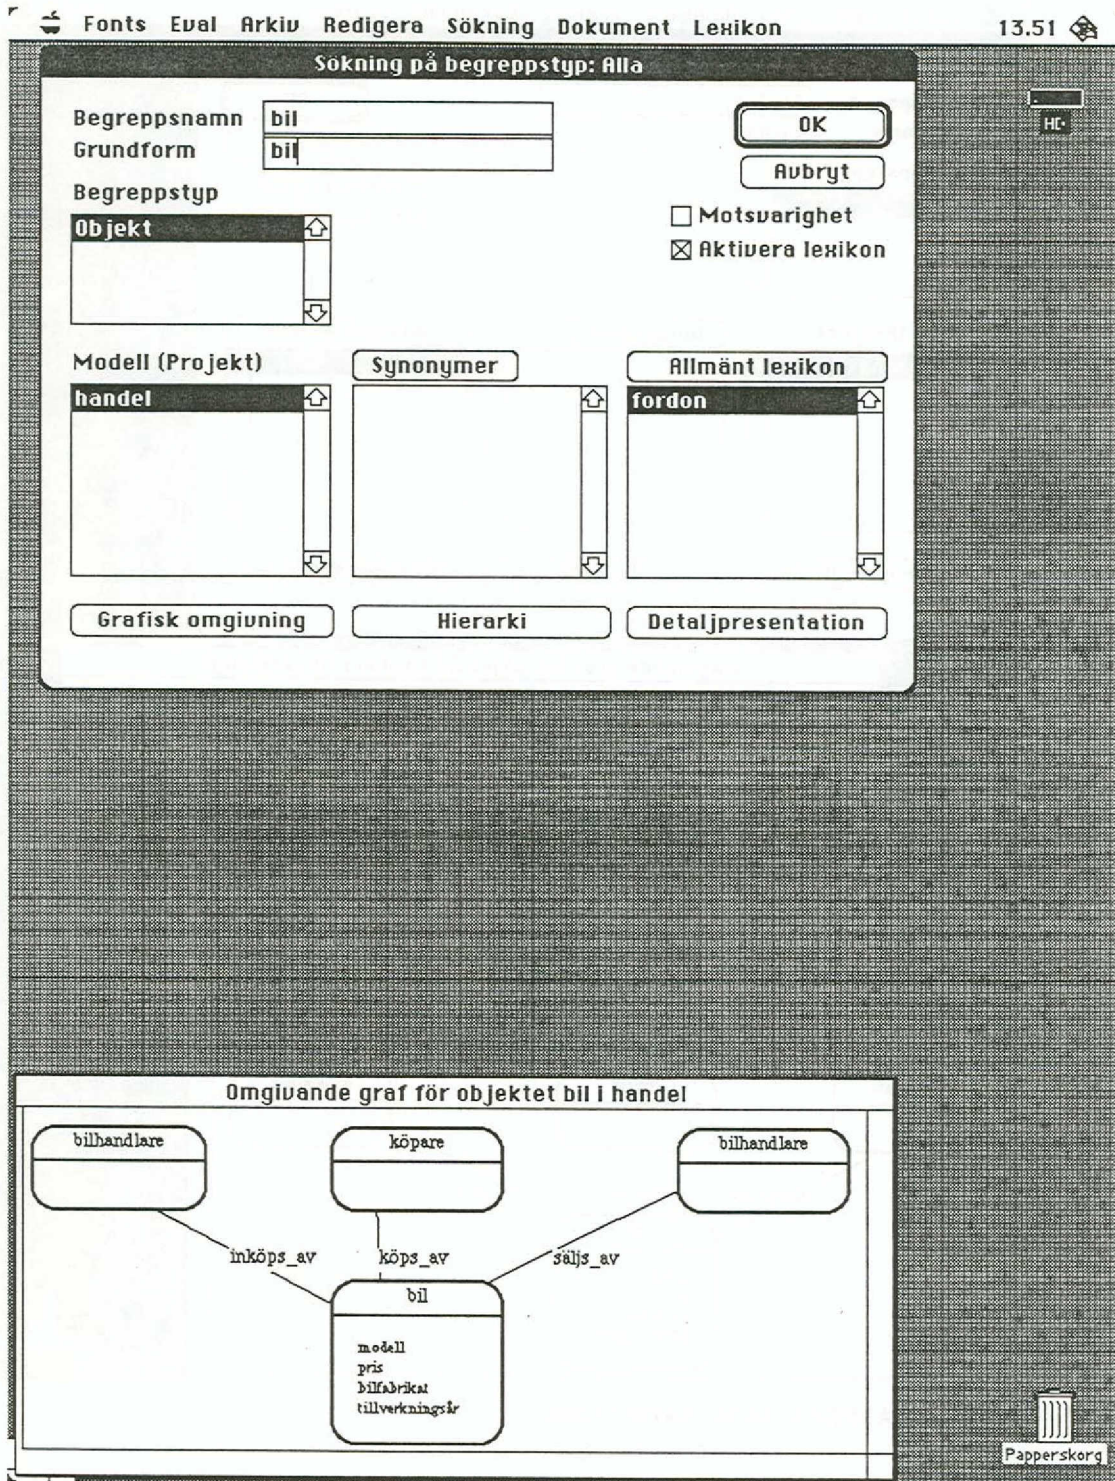 Fonts Eval Arkiv Redigera Sökning Dokument Lexikon 13.51
Sökning på begreppstyp: Alla
Begreppsnamn bil
OK
Grundform bil
Avbryt
Begreppstyp
Objekt
Motsvarighet
Aktivera lexikon
Modell (Projekt) Synonymer Allmänt lexikon
handel fordon
Grafisk omgivning Hierarki Detaljpresentation
Omgivande graf för objektet bil i handel
bilhandlare köpare bilhandlare
inköps_av köps_av säljs_av
bil
modell
pris
bilfabrikat
tillverkningsår
Papperskorg